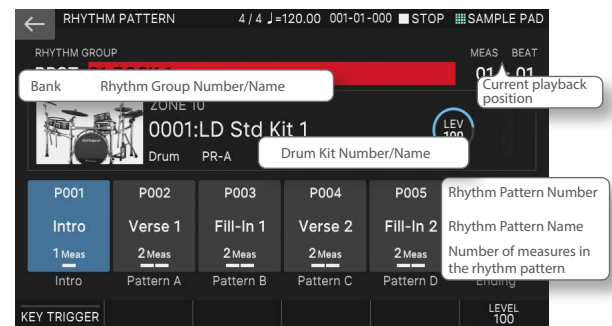 RHYTHM PATTERN 4 / 4 ♩=120.00 001-01-000 STOP SAMPLE PAD
RHYTHM GROUP MEAS BEAT
Bank Rhythm Group Number/Name
01 01
Current playback
position
ZONE 10
0001:LD Std Kit 1
LEV
100
Drum PR-A
Drum Kit Number/Name
P001 P002 P003 P004 P005 Rhythm Pattern Number
Intro Verse 1 Fill-In 1 Verse 2 Fill-In 2 Rhythm Pattern Name
1 Meas 2 Meas 2 Meas 2 Meas 2 Meas Number of measures in
the rhythm pattern
Intro Pattern A Pattern B Pattern C Pattern D Ending
KEY TRIGGER LEVEL
100